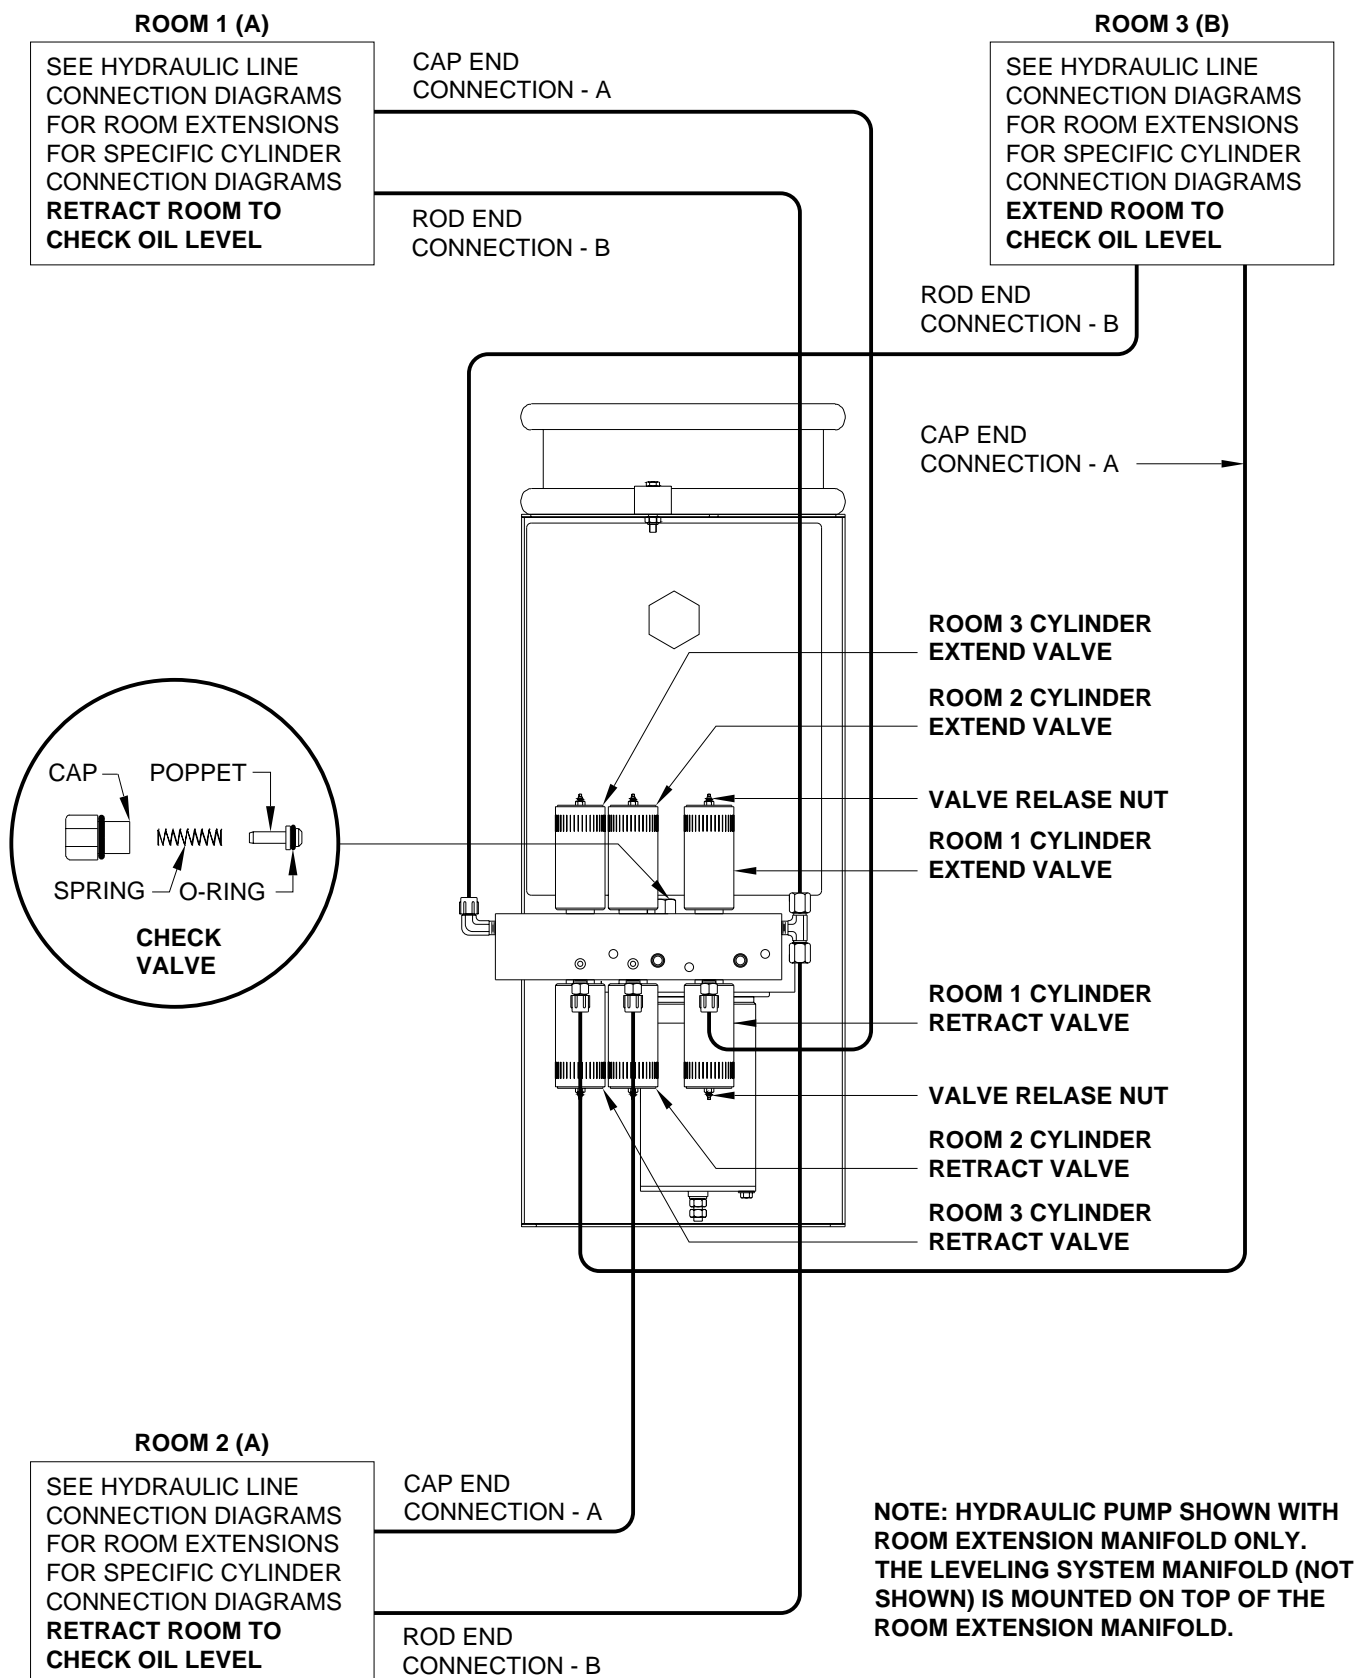 ROOM 1 (A)
SEE HYDRAULIC LINE
CONNECTION DIAGRAMS
FOR ROOM EXTENSIONS
FOR SPECIFIC CYLINDER
CONNECTION DIAGRAMS
RETRACT ROOM TO
CHECK OIL LEVEL
CAP END
CONNECTION - A
ROD END
CONNECTION - B
ROOM 3 (B)
SEE HYDRAULIC LINE
CONNECTION DIAGRAMS
FOR ROOM EXTENSIONS
FOR SPECIFIC CYLINDER
CONNECTION DIAGRAMS
EXTEND ROOM TO
CHECK OIL LEVEL
ROD END
CONNECTION - B
CAP END
CONNECTION - A
ROOM 3 CYLINDER
EXTEND VALVE
ROOM 2 CYLINDER
EXTEND VALVE
VALVE RELASE NUT
ROOM 1 CYLINDER
EXTEND VALVE
CAP
POPPET
SPRING
O-RING
CHECK
VALVE
ROOM 1 CYLINDER
RETRACT VALVE
VALVE RELASE NUT
ROOM 2 CYLINDER
RETRACT VALVE
ROOM 3 CYLINDER
RETRACT VALVE
ROOM 2 (A)
SEE HYDRAULIC LINE
CONNECTION DIAGRAMS
FOR ROOM EXTENSIONS
FOR SPECIFIC CYLINDER
CONNECTION DIAGRAMS
RETRACT ROOM TO
CHECK OIL LEVEL
CAP END
CONNECTION - A
ROD END
CONNECTION - B
NOTE: HYDRAULIC PUMP SHOWN WITH
ROOM EXTENSION MANIFOLD ONLY.
THE LEVELING SYSTEM MANIFOLD (NOT
SHOWN) IS MOUNTED ON TOP OF THE
ROOM EXTENSION MANIFOLD.